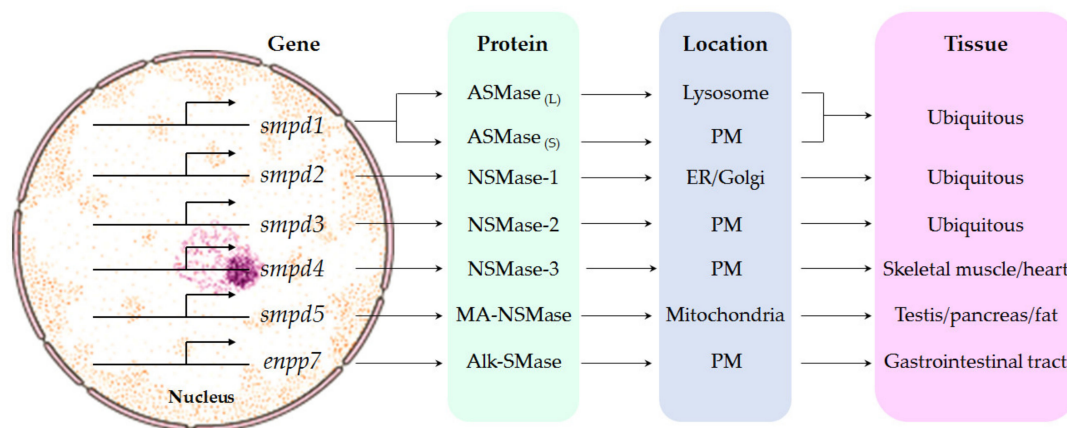 Gene Protein Location Tissue
smpd1 ASMase (L) Lysosome Ubiquitous
ASMase (S) PM
smpd2 NSMase-1 ER/Golgi Ubiquitous
smpd3 NSMase-2 PM Ubiquitous
smpd4 NSMase-3 PM Skeletal muscle/heart
smpd5 MA-NSMase Mitochondria Testis/pancreas/fat
enpp7 Alk-SMase PM Gastrointestinal tract
Nucleus